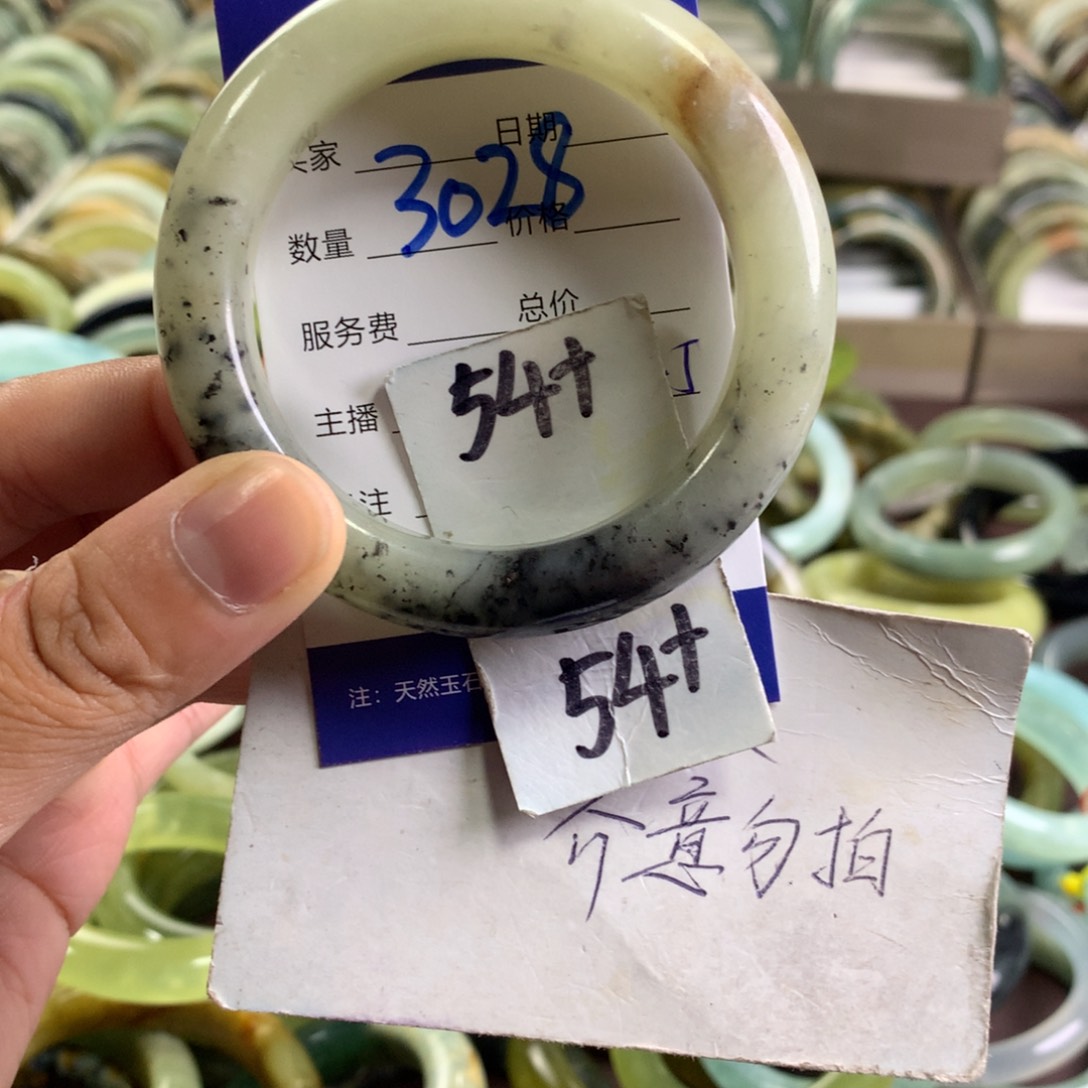 家 日期
3028
数量 价格
服务费 总价
54+
主播
注
54+
注：天然玉石
介意勿拍